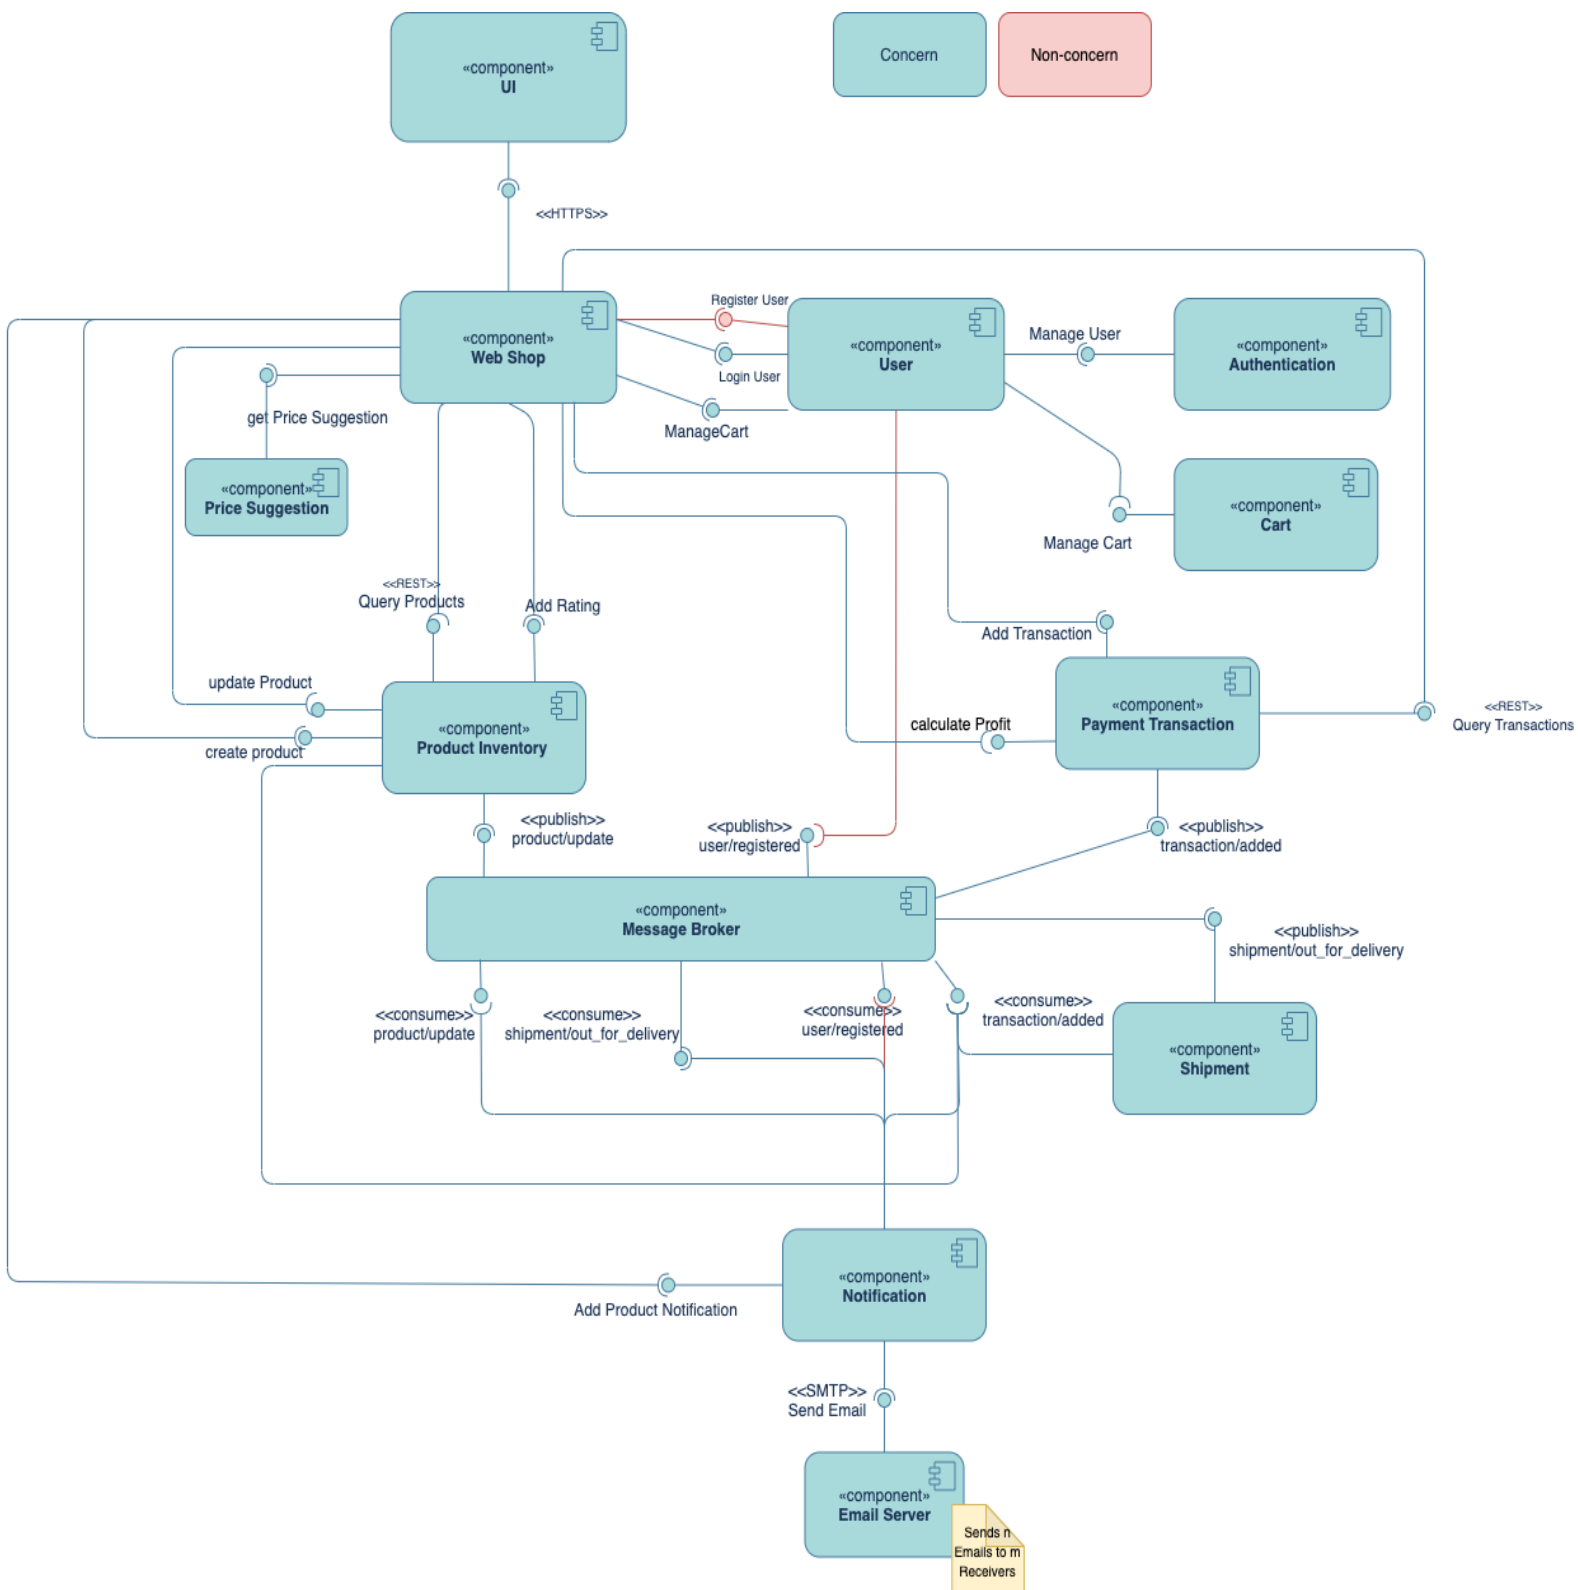 «component»
UI
Concern
Non-concern
<<HTTPS>>
«component»
Web Shop
Register User
Login User
ManageCart
«component»
User
Manage User
«component»
Authentication
get Price Suggestion
«component»
Price Suggestion
«component»
Cart
Manage Cart
<<REST>>
Query Products
Add Rating
Add Transaction
update Product
create product
«component»
Product Inventory
calculate Profit
«component»
Payment Transaction
<<REST>>
Query Transactions
<<publish>>
product/update
<<publish>>
user/registered
<<publish>>
transaction/added
«component»
Message Broker
<<publish>>
shipment/out_for_delivery
<<consume>>
product/update
<<consume>>
shipment/out_for_delivery
<<consume>>
user/registered
<<consume>>
transaction/added
«component»
Shipment
«component»
Notification
Add Product Notification
<<SMTP>>
Send Email
«component»
Email Server
Sends n
Emails to m
Receivers